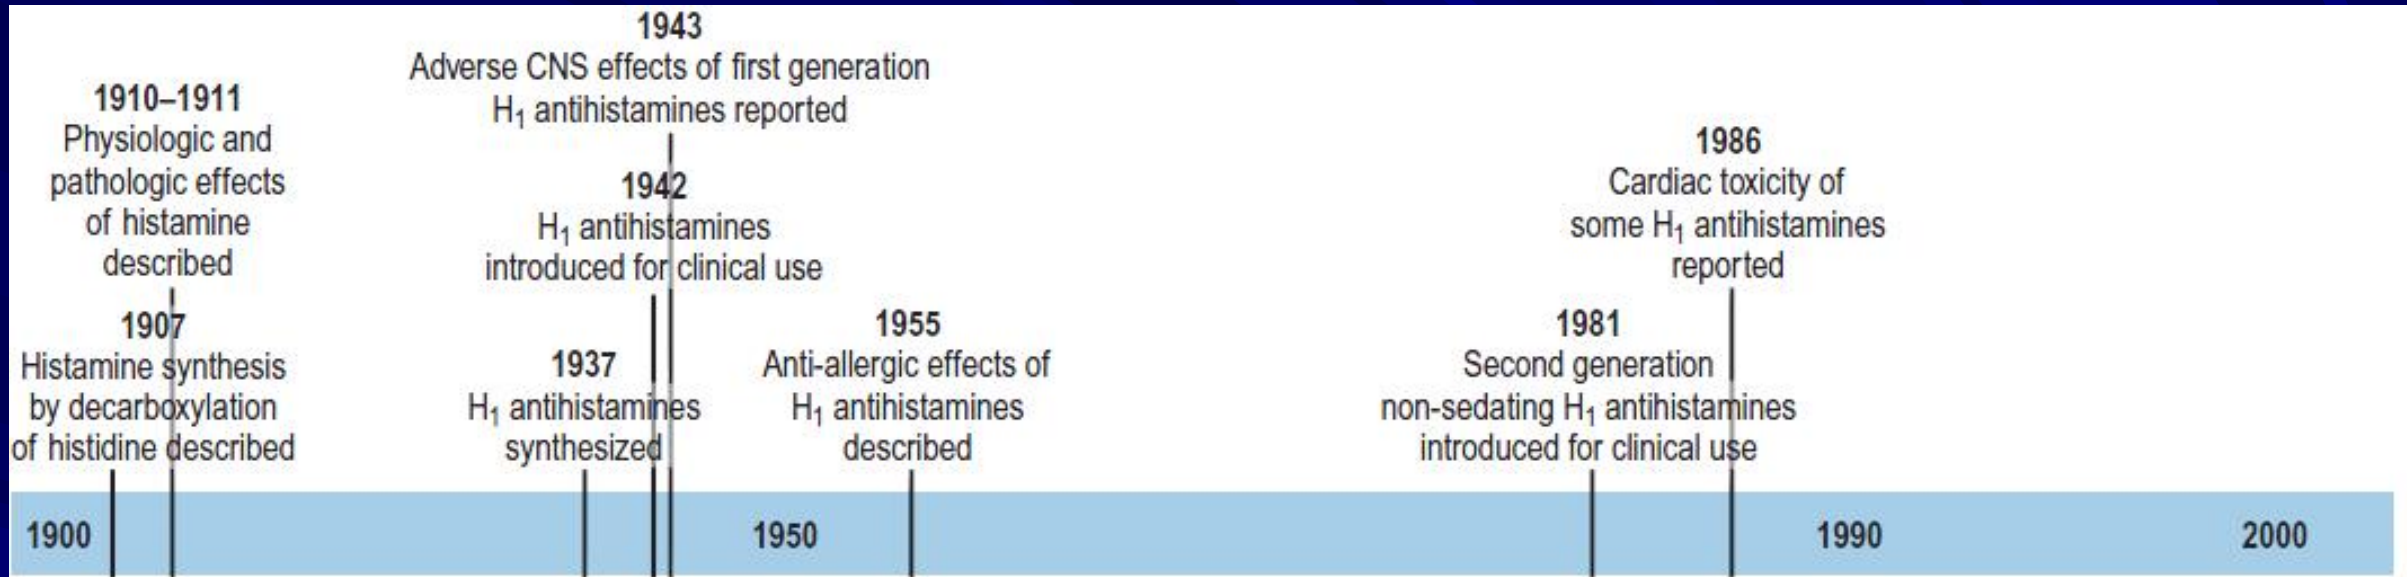 1910–1911
Physiologic and
pathologic effects
of histamine
described
1907
Histamine synthesis
by decarboxylation
of histidine described
1943
Adverse CNS effects of first generation
H₁ antihistamines reported
1942
H₁ antihistamines
introduced for clinical use
1937
H₁ antihistamines
synthesized
1955
Anti-allergic effects of
H₁ antihistamines
described
1986
Cardiac toxicity of
some H₁ antihistamines
reported
1981
Second generation
non-sedating H₁ antihistamines
introduced for clinical use
1900 1950 1990 2000